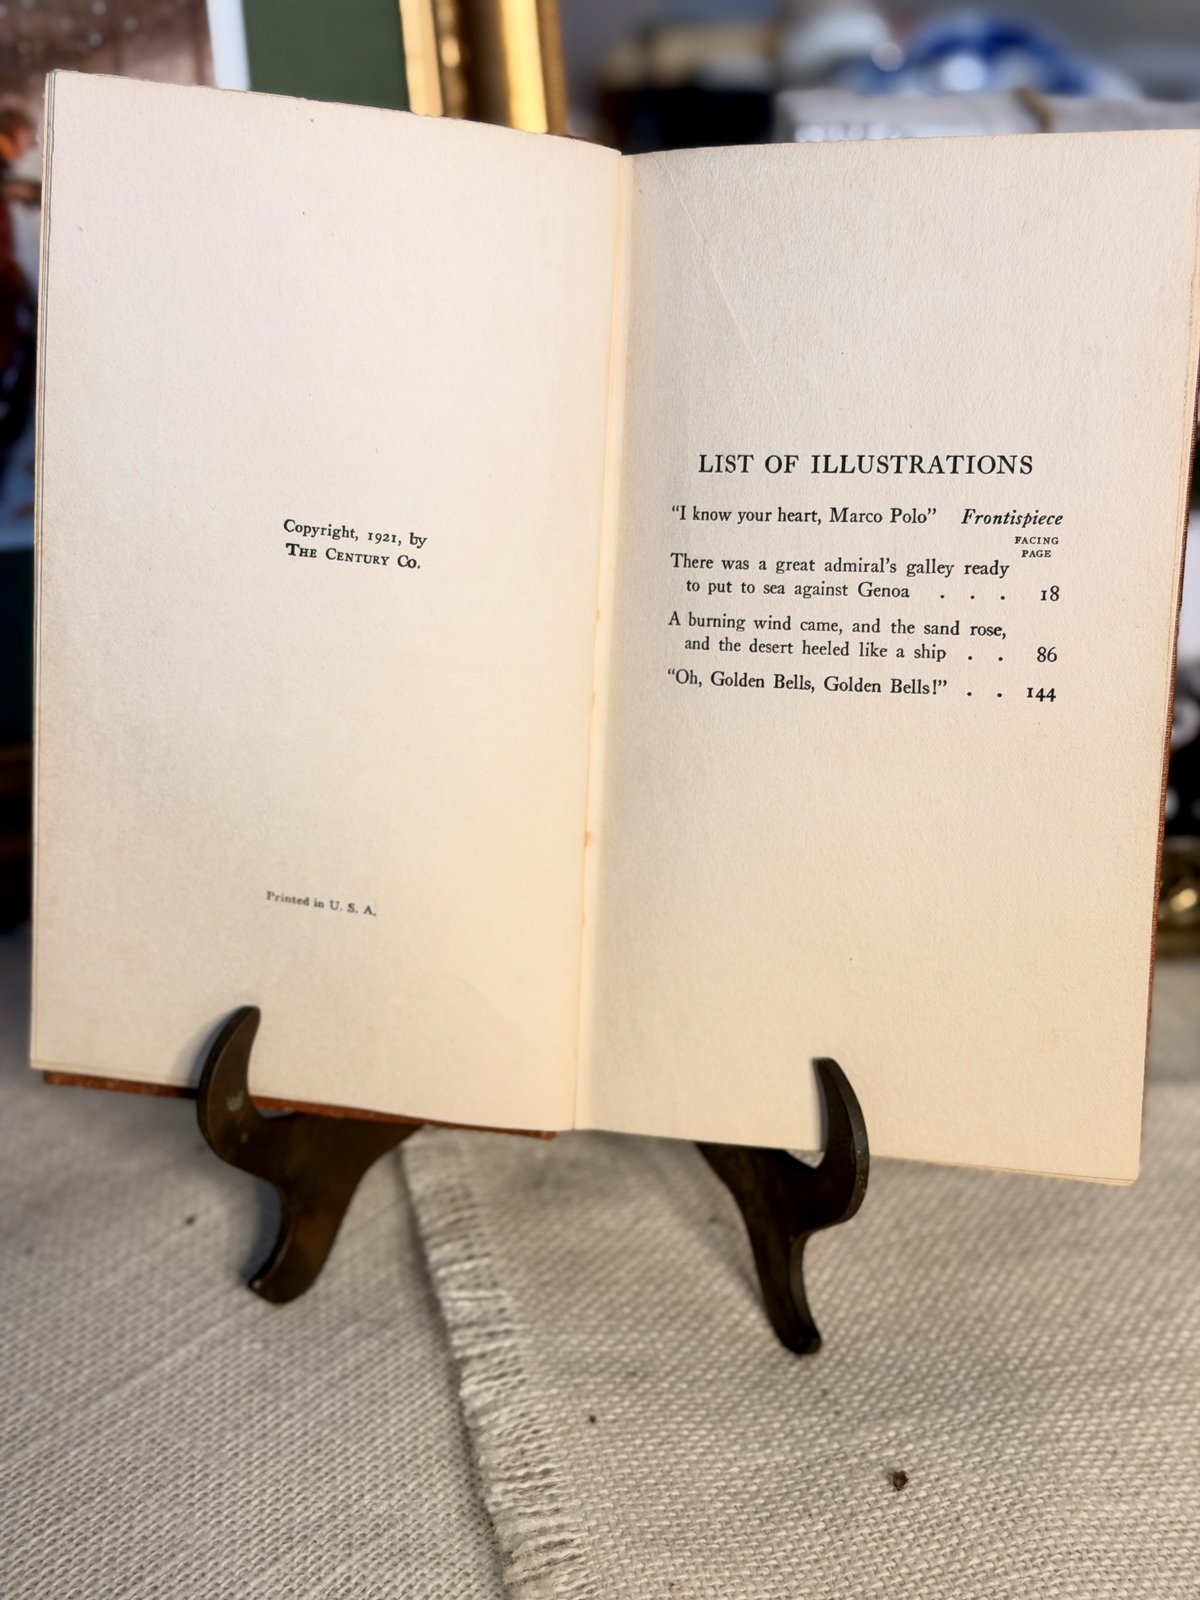 Copyright, 1921, by
THE CENTURY CO.
Printed in U. S. A.
LIST OF ILLUSTRATIONS
"I know your heart, Marco Polo" Frontispiece
FACING
PAGE
There was a great admiral's galley ready
to put to sea against Genoa . . . 18
A burning wind came, and the sand rose,
and the desert heeled like a ship . . 86
"Oh, Golden Bells, Golden Bells!" . . 144